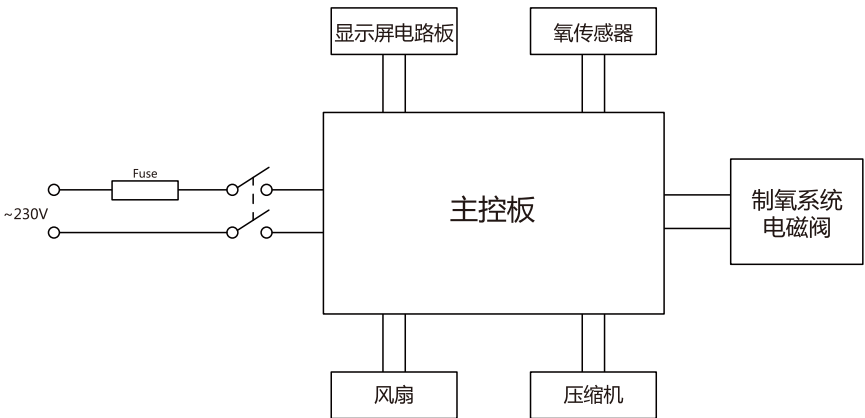 显示屏电路板
氧传感器
Fuse
~230V
主控板
制氧系统
电磁阀
风扇
压缩机